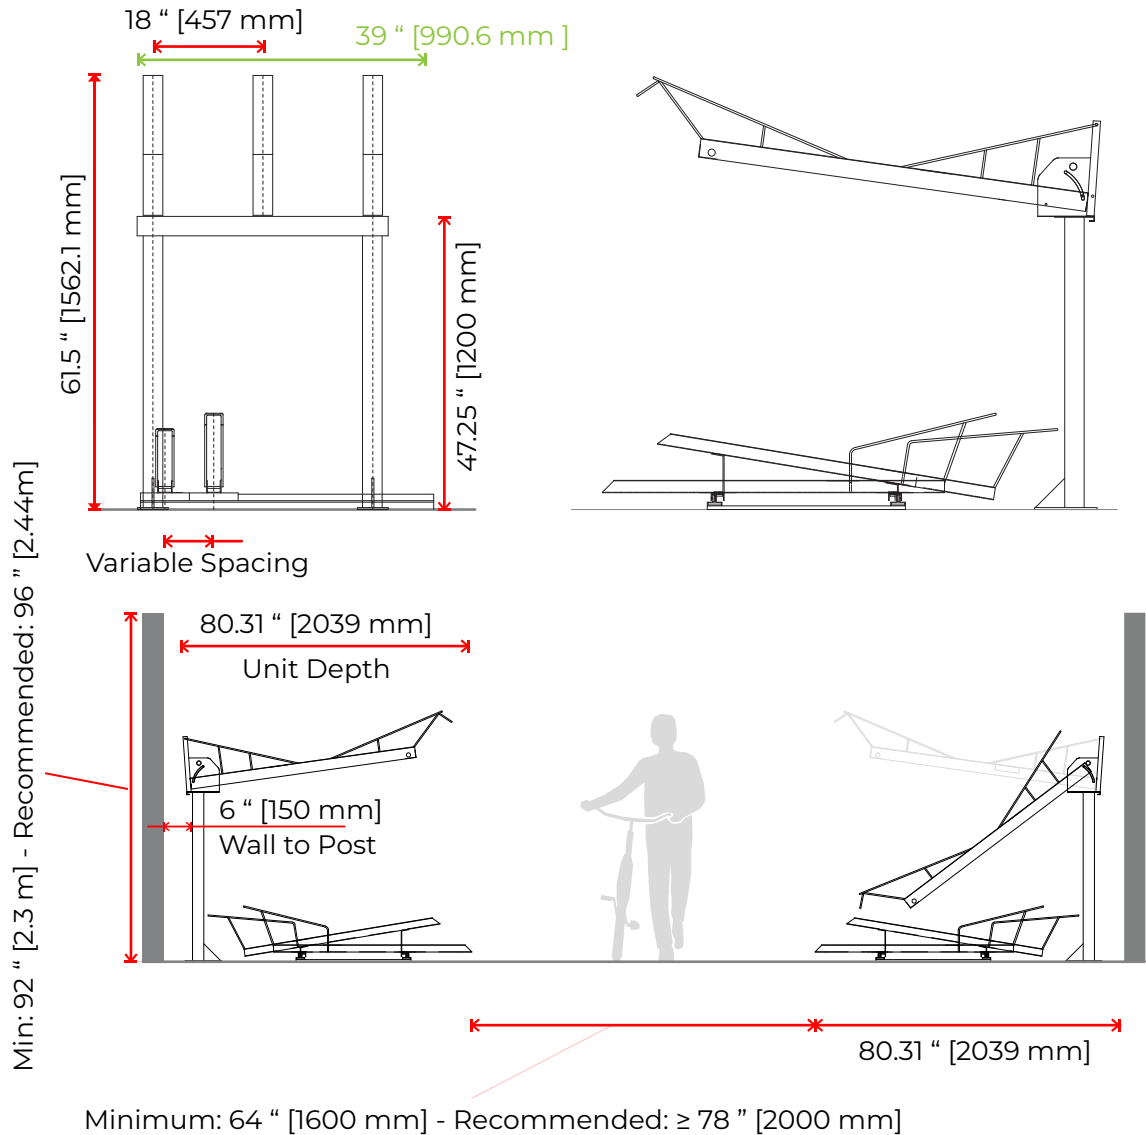 18 “ [457 mm]
39 “ [990.6 mm ]
61.5 “ [1562.1 mm]
47.25 “ [1200 mm]
Variable Spacing
Min: 92 “ [2.3 m] - Recommended: 96 ” [2.44m]
80.31 “ [2039 mm]
Unit Depth
6 “ [150 mm]
Wall to Post
80.31 “ [2039 mm]
Minimum: 64 “ [1600 mm] - Recommended: ≥ 78 ” [2000 mm]